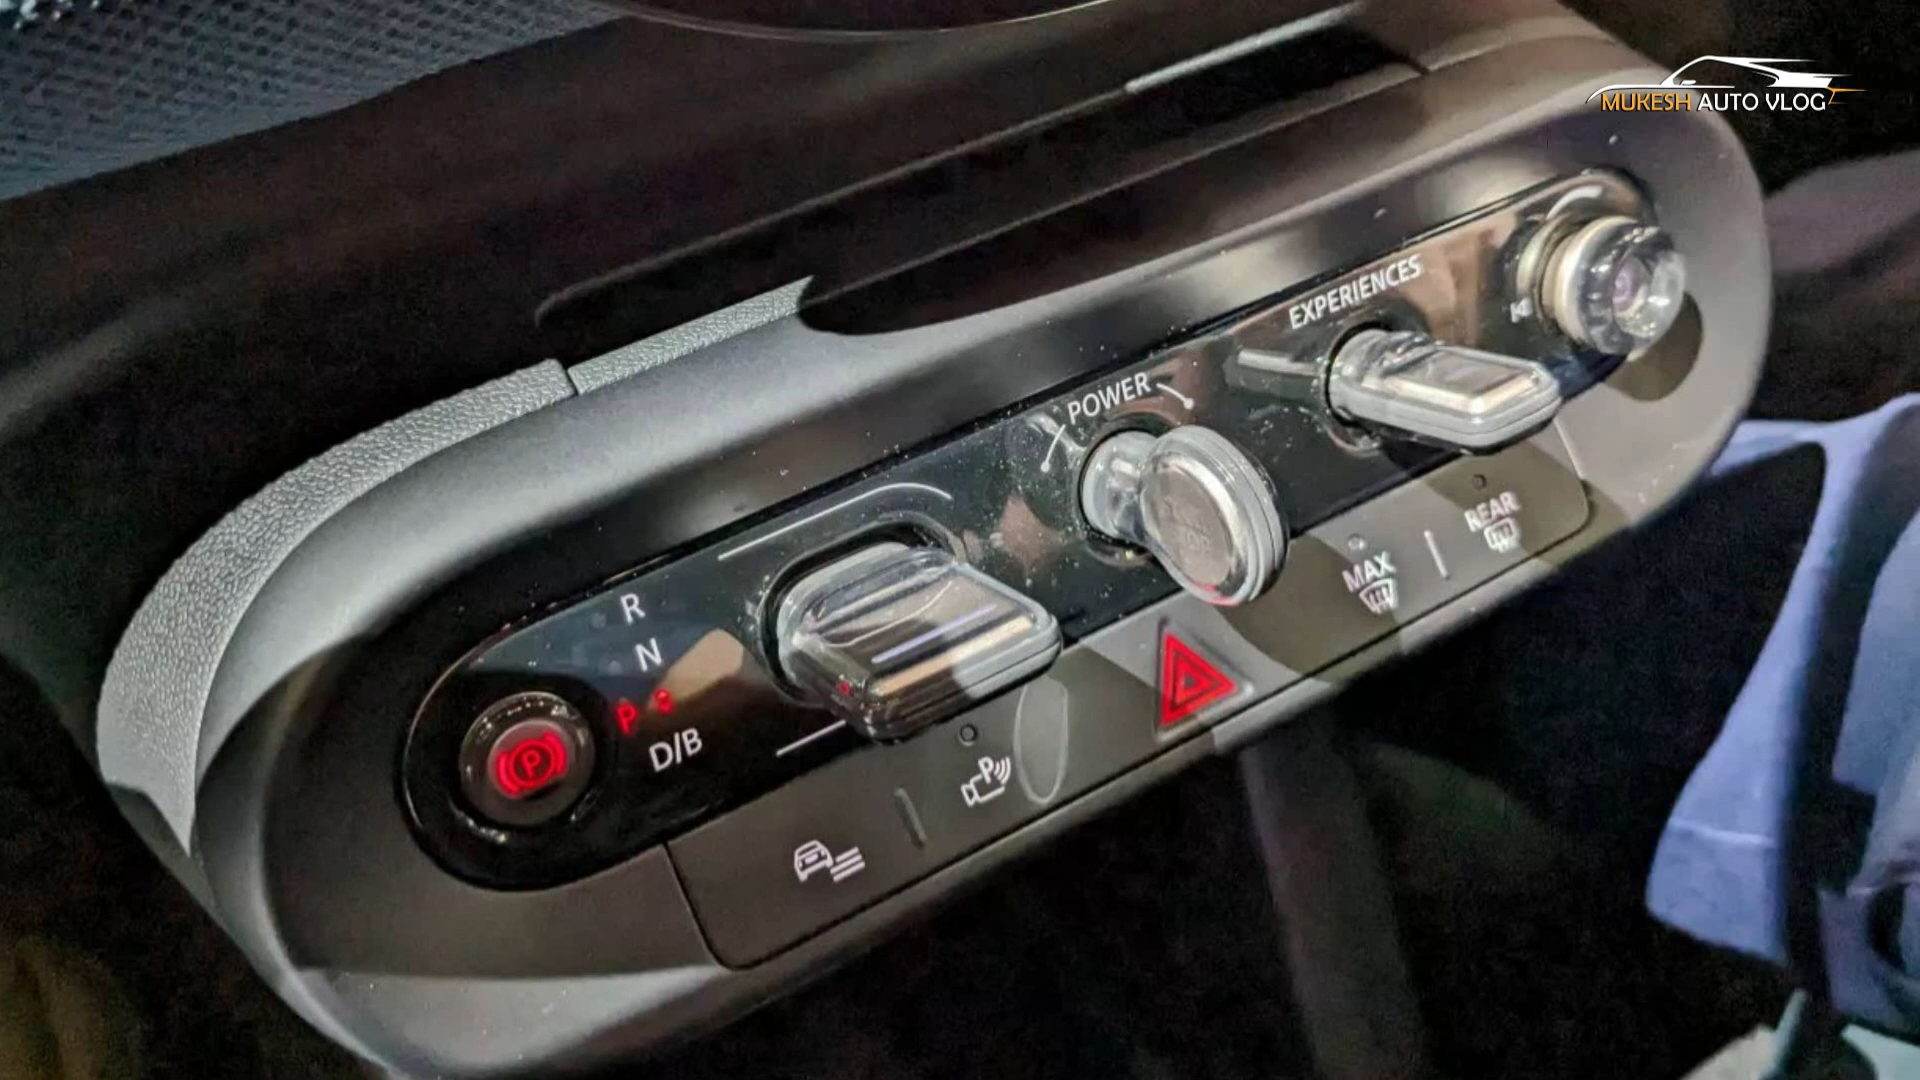 MUKESH AUTO VLOG
EXPERIENCES
POWER
R
N
P
D/B
P
P
MAX
REAR